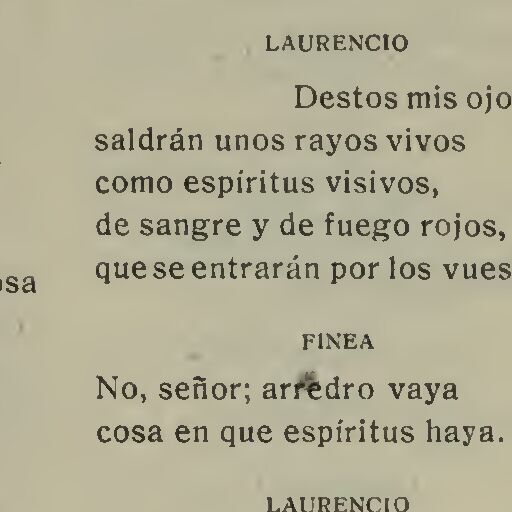 LAURENCIO
Destos mis ojo
saldrán unos rayos vivos
como espíritus visivos,
de sangre y de fuego rojos,
que se entrarán por los vues
osa
FINEA
No, señor; arredro vaya
cosa en que espíritus haya.
LAURENCIO